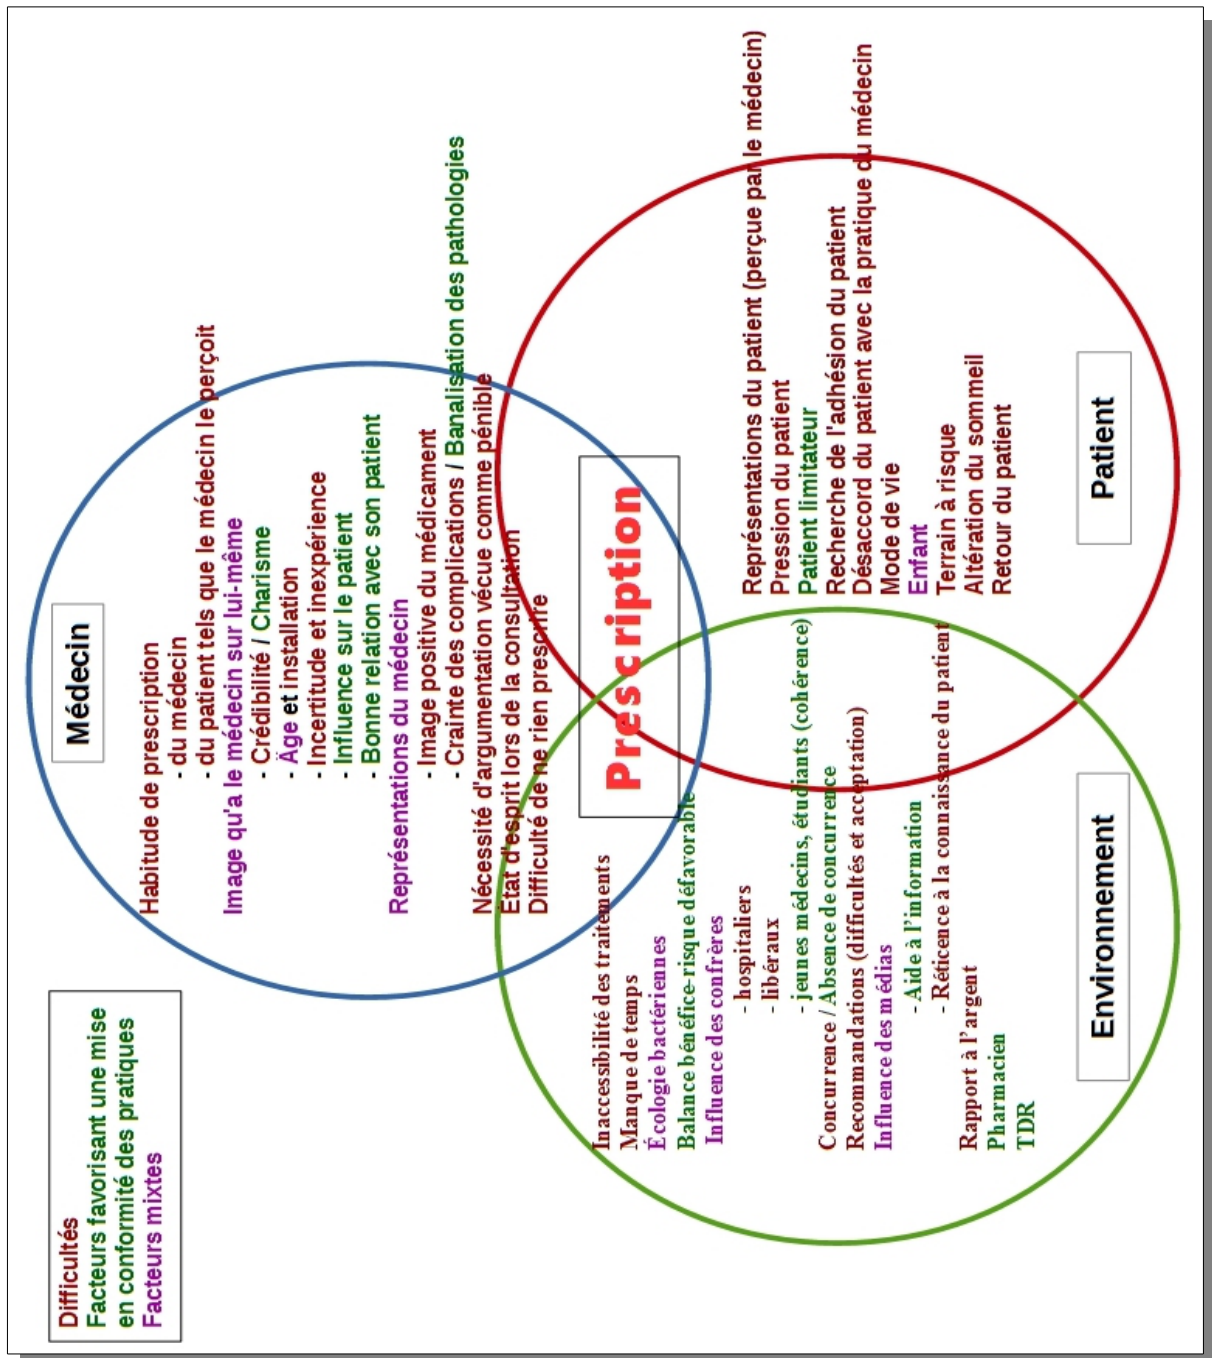 Difficultés
Facteurs favorisant une mise
en conformité des pratiques
Facteurs mixtes
Médecin
Habitude de prescription
- du médecin
- du patient tels que le médecin le perçoit
Image qu'a le médecin sur lui-même
- Crédibilité / Charisme
- Âge et installation
- Incertitude et inexpérience
- Influence sur le patient
- Bonne relation avec son patient
Représentations du médecin
- Image positive du médicament
- Crainte des complications / Banalisation des pathologies
Nécessité d'argumentation vécue comme pénible
État d'esprit lors de la consultation
Difficulté de ne rien prescrire
Prescription
Inaccessibilité des traitements
Manque de temps
Écologie bactériennes
Balance bénéfice-risque défavorable
Influence des confrères
- hospitaliers
- libéraux
- jeunes médecins, étudiants (cohérence)
Concurrence / Absence de concurrence
Recommandations (difficultés et acceptation)
Influence des médias
- Aide à l'information
- Réticence à la connaissance du patient
Rapport à l'argent
Pharmacien
TDR
Environnement
Représentations du patient (perçue par le médecin)
Pression du patient
Patient limitateur
Recherche de l'adhésion du patient
Désaccord du patient avec la pratique du médecin
Mode de vie
Enfant
Terrain à risque
Altération du sommeil
Retour du patient
Patient